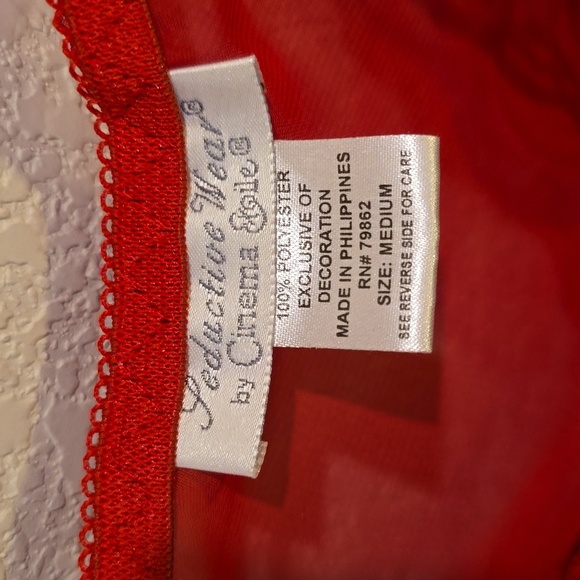 Seductive Wear®
by Cinema Etoile®
100% POLYESTER
EXCLUSIVE OF
DECORATION
MADE IN PHILIPPINES
RN# 79862
SIZE: MEDIUM
SEE REVERSE SIDE FOR CARE